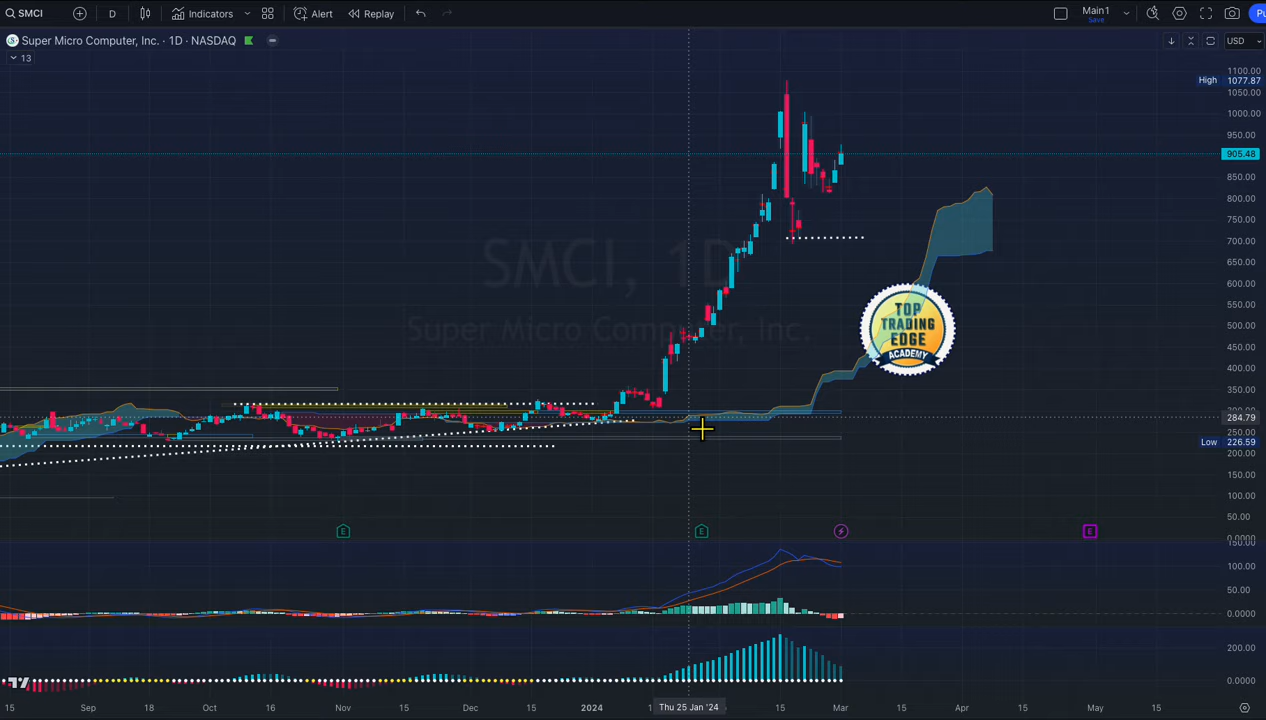 SMCI
D
Indicators
Alert
Replay
Main1
Save
Pu
Super Micro Computer, Inc. · 1D · NASDAQ
USD
13
1100.00
High 1077.87
1050.00
1000.00
950.00
905.48
850.00
800.00
750.00
700.00
650.00
600.00
550.00
500.00
450.00
400.00
350.00
300.00
284.79
250.00
Low 226.59
200.00
150.00
100.00
50.00
0.0000
SMCI, 1D
Super Micro Computer, Inc.
TOP
TRADING
EDGE
ACADEMY
E
E
E
150.00
100.00
50.00
0.0000
200.00
0.0000
Sep
18
Oct
16
Nov
15
Dec
15
2024
Thu 25 Jan '24
15
Mar
15
Apr
15
May
15